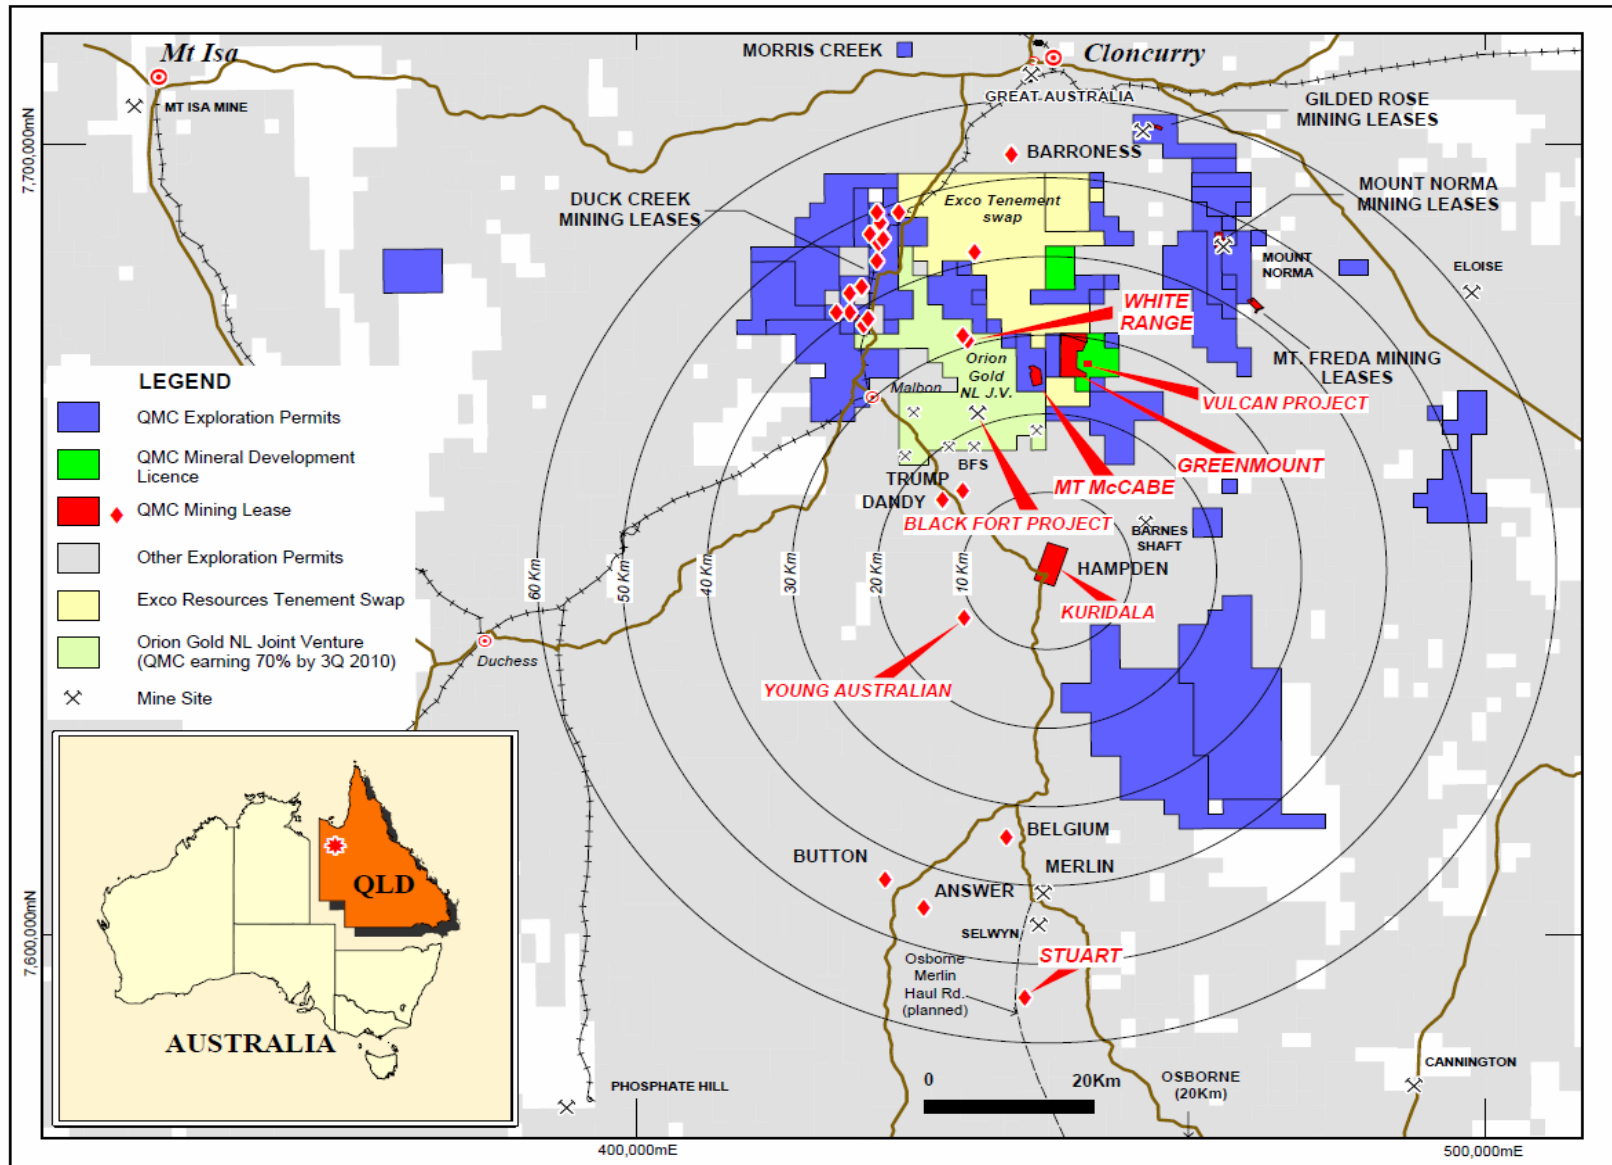 Mt Isa
MORRIS CREEK
Cloncurry
MT ISA MINE
GREAT AUSTRALIA
GILDED ROSE
MINING LEASES
7,700,000mN
BARRONESS
DUCK CREEK
MINING LEASES
Exco Tenement
swap
MOUNT NORMA
MINING LEASES
MOUNT
NORMA
ELOISE
WHITE
RANGE
Orion
Gold
NL J.V.
MT. FREDA MINING
LEASES
Malbon
VULCAN PROJECT
GREENMOUNT
BFS
MT McCABE
TRUMP
DANDY
BLACK FORT PROJECT
BARNES
SHAFT
HAMPDEN
60 Km
50 Km
40 Km
30 Km
20 Km
10 Km
KURIDALA
Duchess
YOUNG AUSTRALIAN
LEGEND
QMC Exploration Permits
QMC Mineral Development
Licence
QMC Mining Lease
Other Exploration Permits
Exco Resources Tenement Swap
Orion Gold NL Joint Venture
(QMC earning 70% by 3Q 2010)
Mine Site
BELGIUM
BUTTON
MERLIN
ANSWER
SELWYN
STUART
Osborne
Merlin
Haul Rd.
(planned)
7,600,000mN
QLD
AUSTRALIA
PHOSPHATE HILL
0 20Km
OSBORNE
(20Km)
CANNINGTON
400,000mE
500,000mE